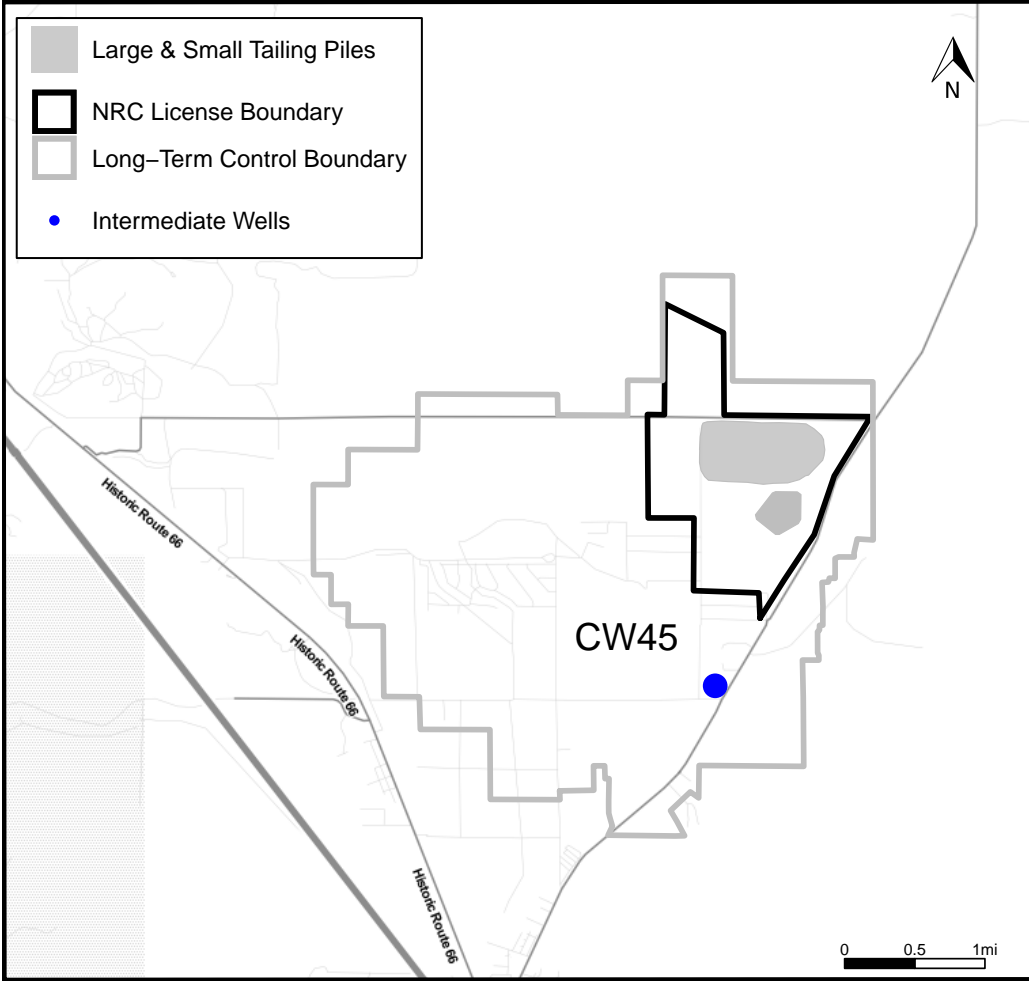 Large & Small Tailing Piles
NRC License Boundary
Long−Term Control Boundary
Intermediate Wells
N
Historic Route 66
CW45
Historic Route 66
Historic Route 66
0 0.5 1mi